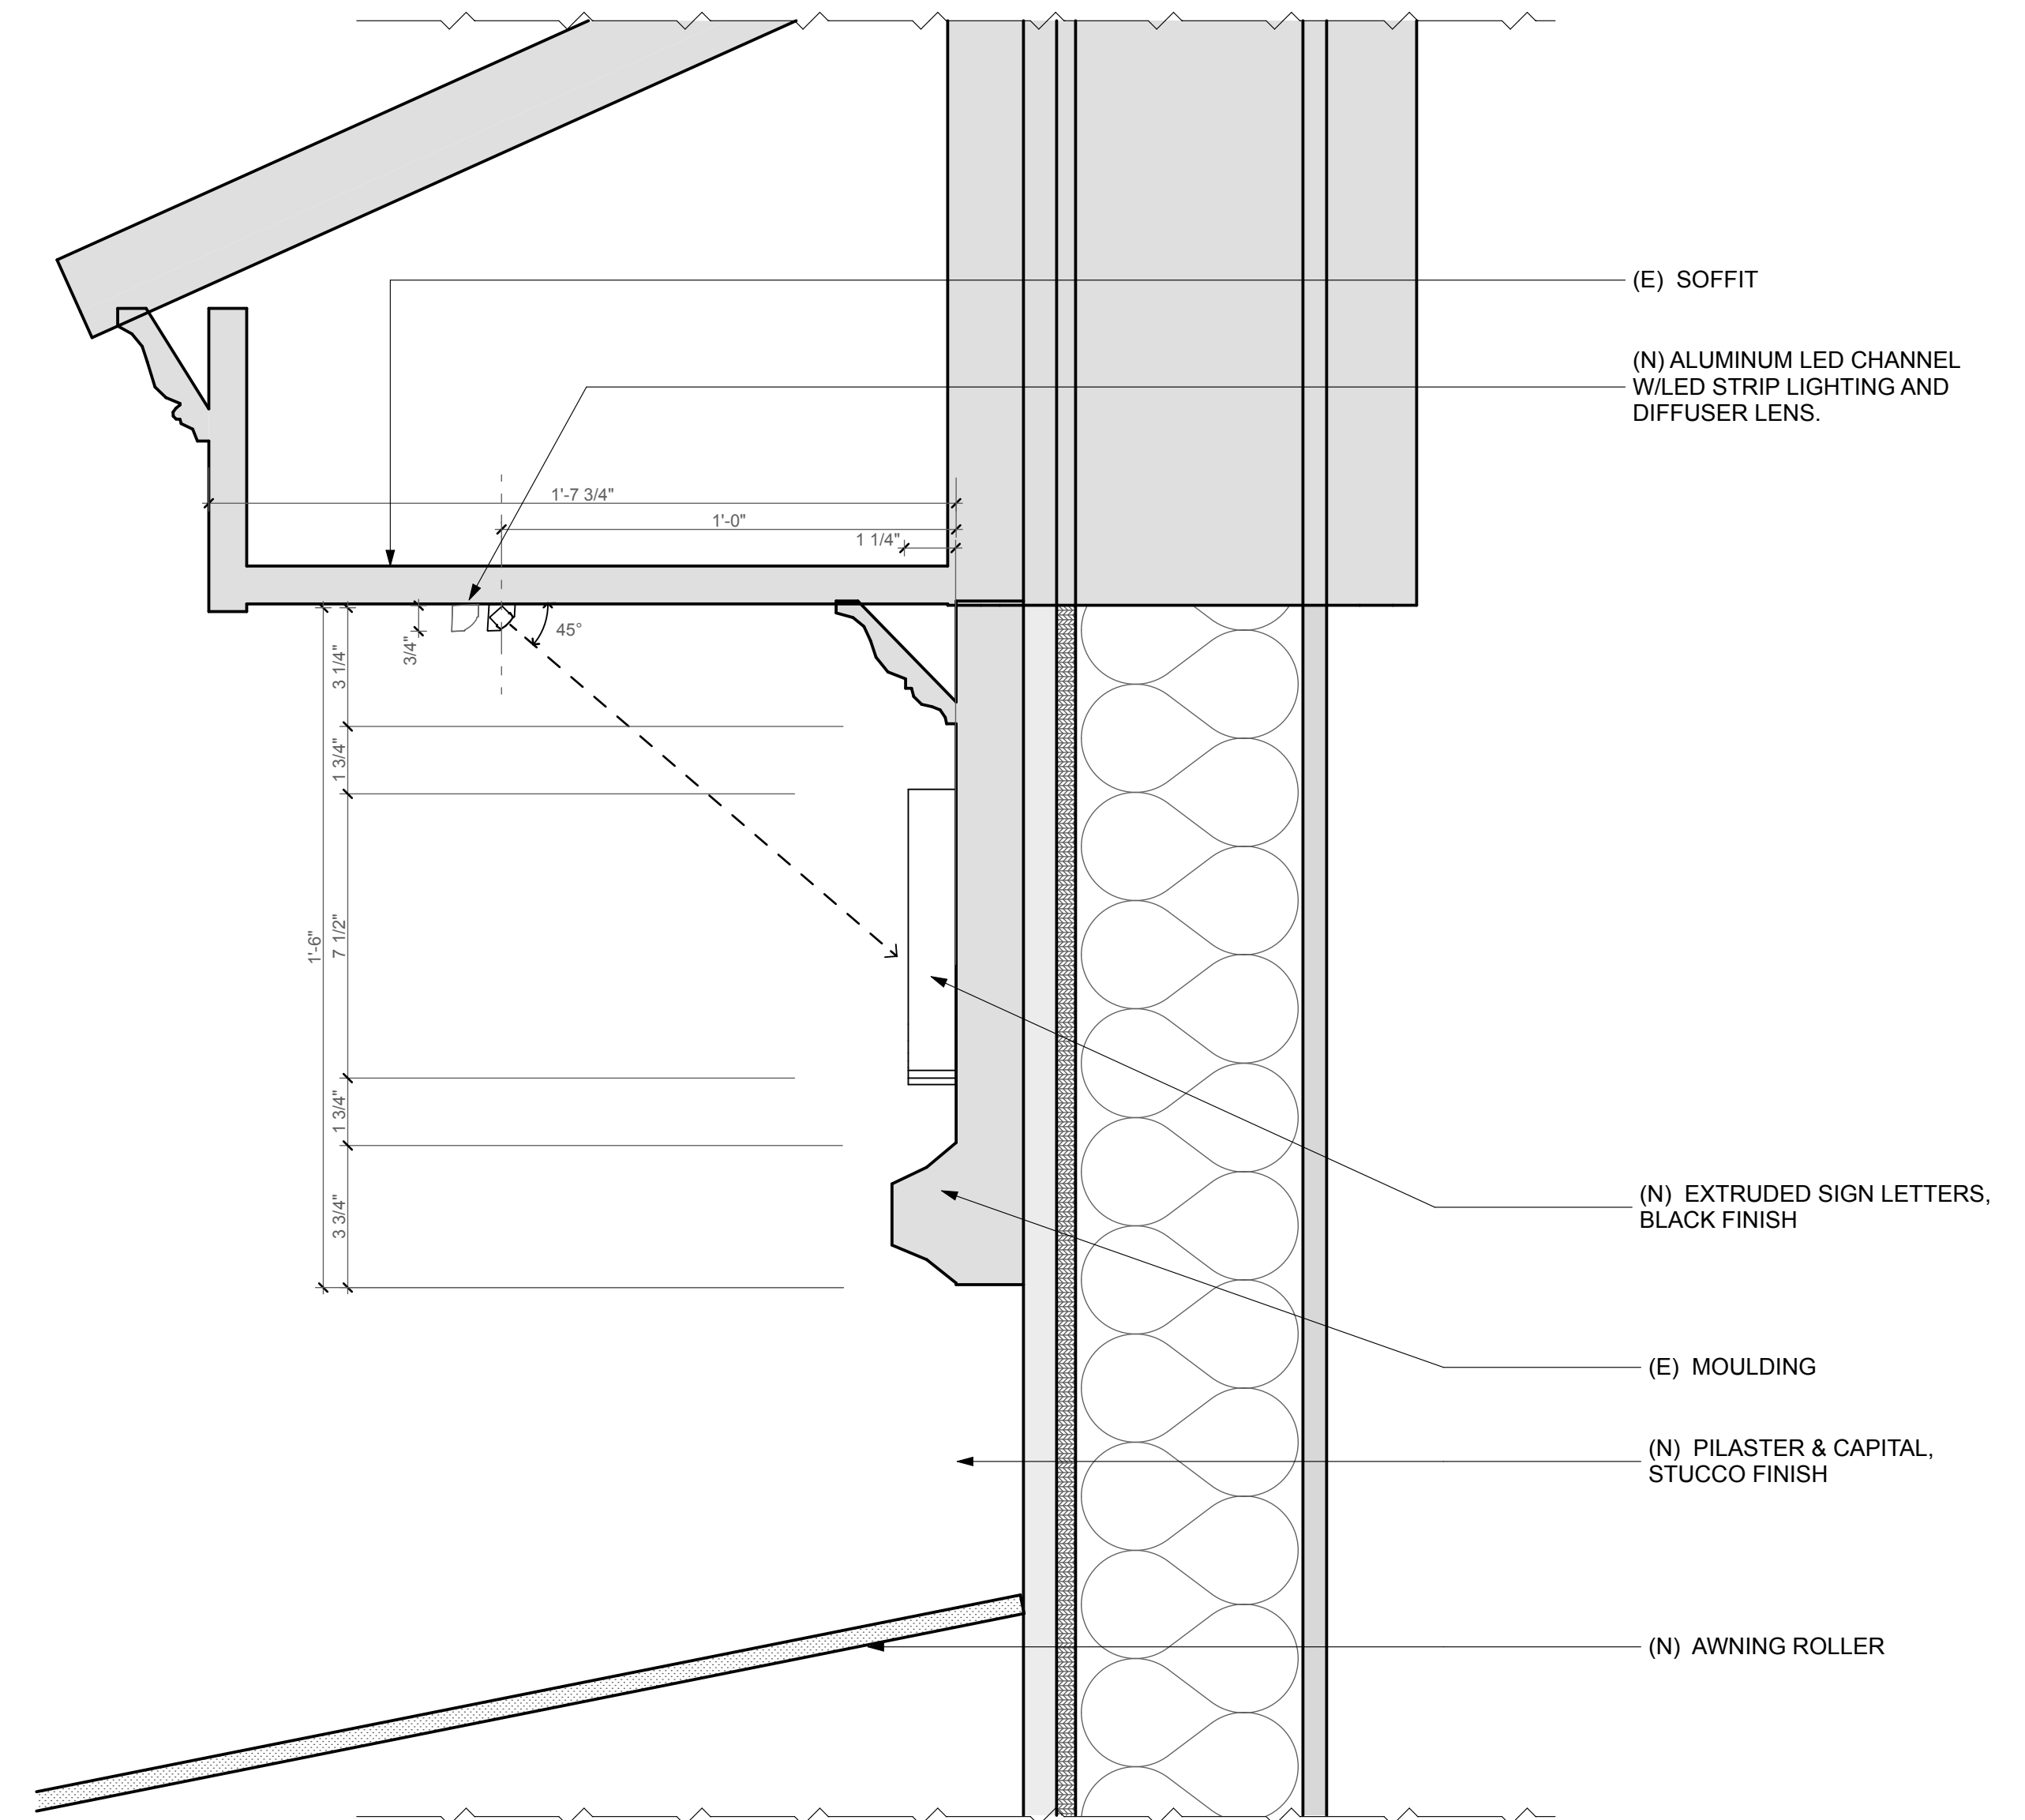 (E) SOFFIT
(N) ALUMINUM LED CHANNEL
W/LED STRIP LIGHTING AND
DIFFUSER LENS.
1'-7 3/4"
1'-0"
1 1/4"
45°
3/4"
3 1/4"
1 3/4"
7 1/2"
1'-6"
1 3/4"
3 3/4"
(N) EXTRUDED SIGN LETTERS,
BLACK FINISH
(E) MOULDING
(N) PILASTER & CAPITAL,
STUCCO FINISH
(N) AWNING ROLLER